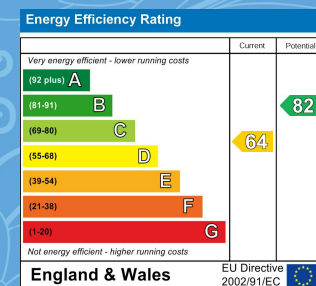 Energy Efficiency Rating
Current Potential
Very energy efficient - lower running costs
(92 plus) A
(81-91) B 82
(69-80) C
64
(55-68) D
(39-54) E
(21-38) F
(1-20) G
Not energy efficient - higher running costs
England & Wales
EU Directive
2002/91/EC